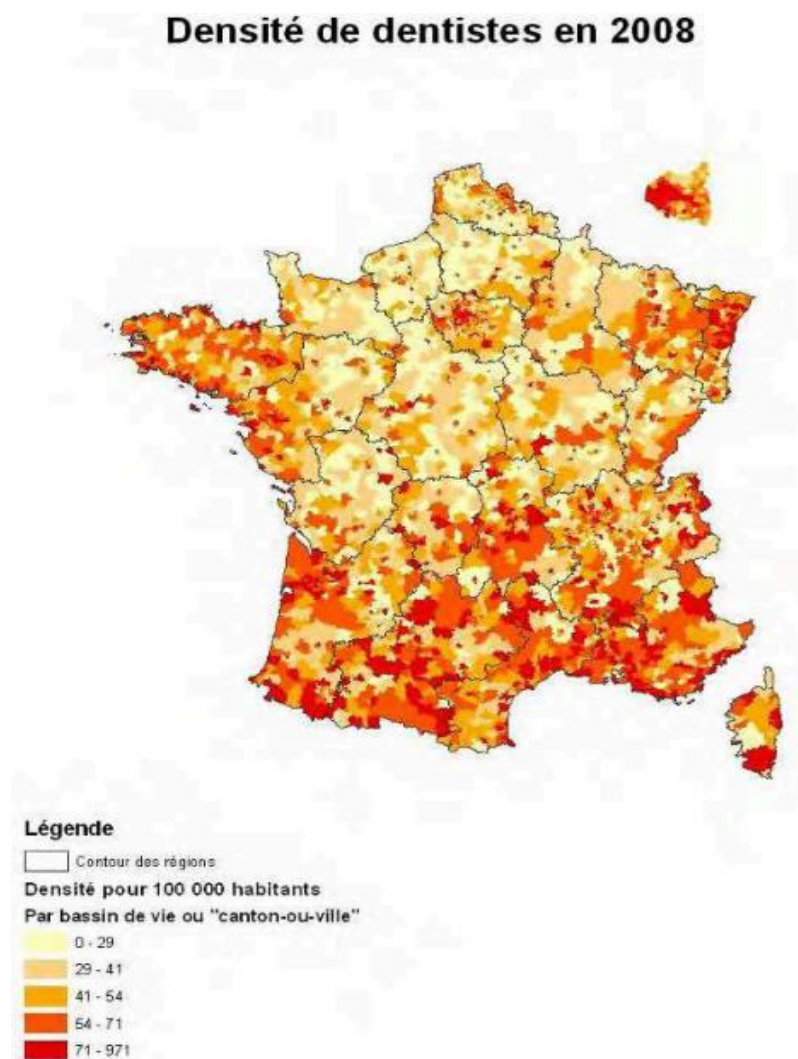 Densité de dentistes en 2008
Légende
Contour des régions
Densité pour 100 000 habitants
Par bassin de vie ou "canton-ou-ville"
0 - 29
29 - 41
41 - 54
54 - 71
71 - 971